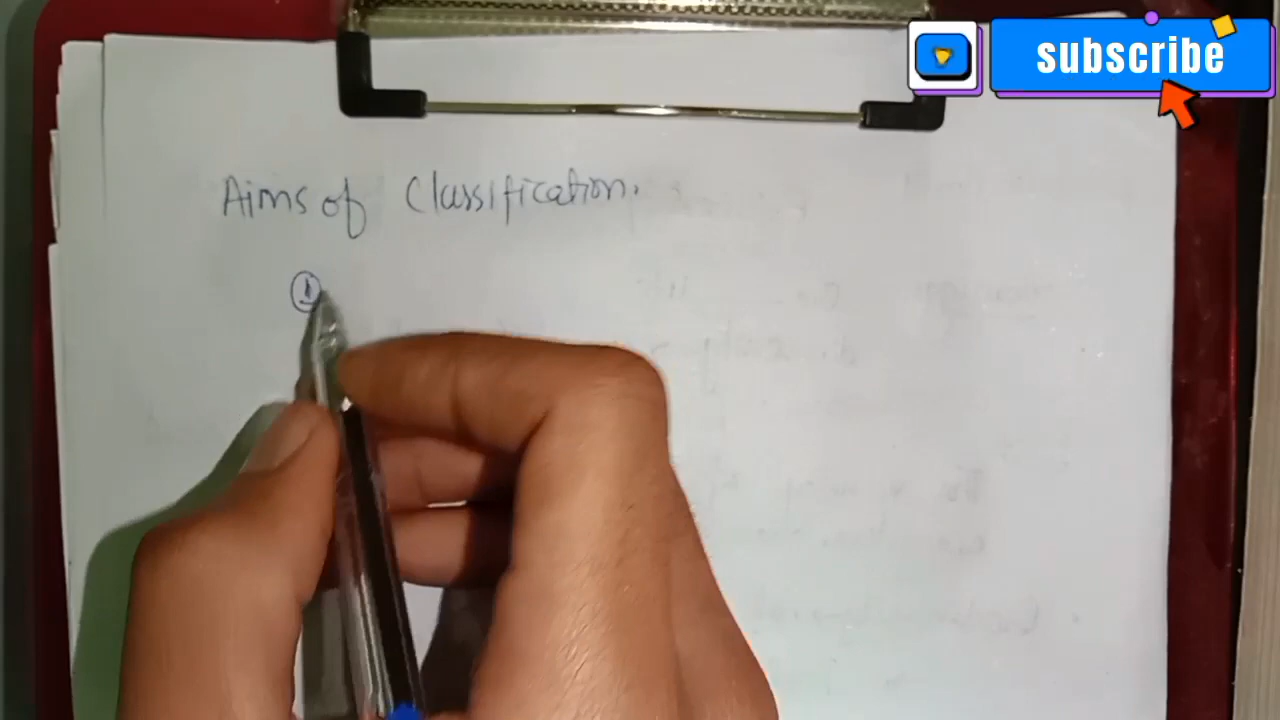 subscribe
Aims of Classification.
①